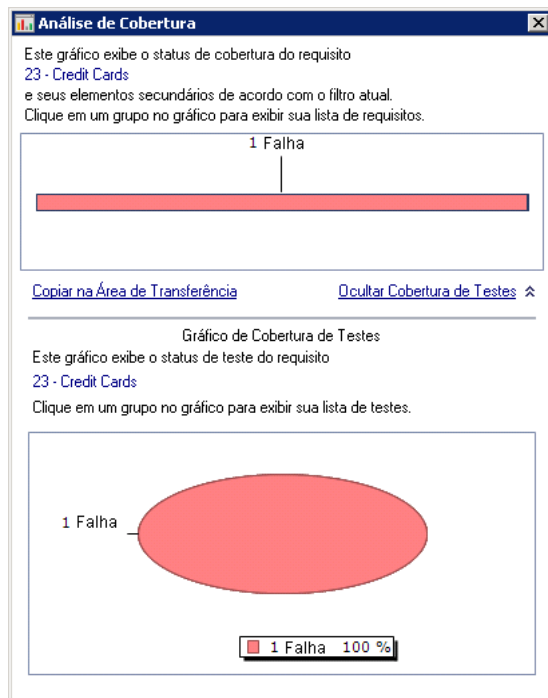 Análise de Cobertura
Este gráfico exibe o status de cobertura do requisito
23 - Credit Cards
e seus elementos secundários de acordo com o filtro atual.
Clique em um grupo no gráfico para exibir sua lista de requisitos.
1 Falha
Copiar na Área de Transferência
Ocultar Cobertura de Testes
Gráfico de Cobertura de Testes
Este gráfico exibe o status de teste do requisito
23 - Credit Cards
Clique em um grupo no gráfico para exibir sua lista de testes.
1 Falha
1 Falha 100 %